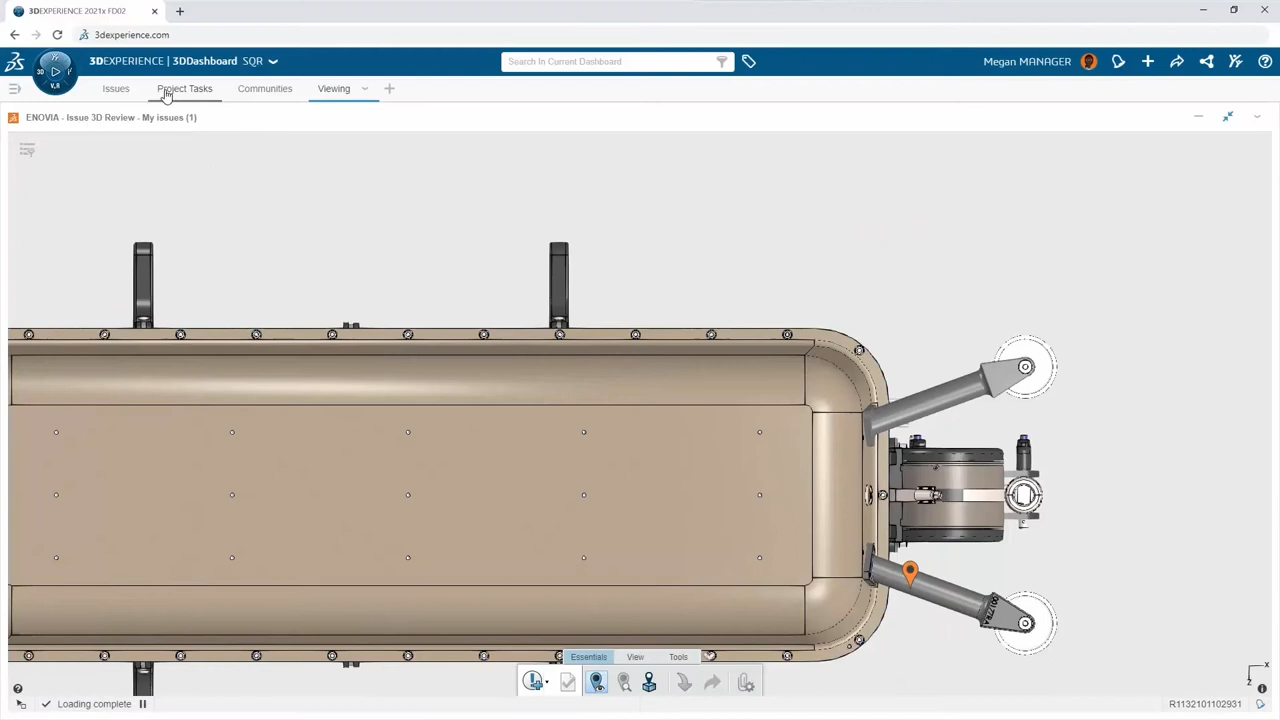 3DEXPERIENCE 2021x FD02
3dexperience.com
3DEXPERIENCE | 3DDashboard SQR
Search In Current Dashboard
Megan MANAGER
Issues
Project Tasks
Communities
Viewing
ENOVIA - Issue 3D Review - My issues (1)
Essentials
View
Tools
Loading complete
R1132101102931